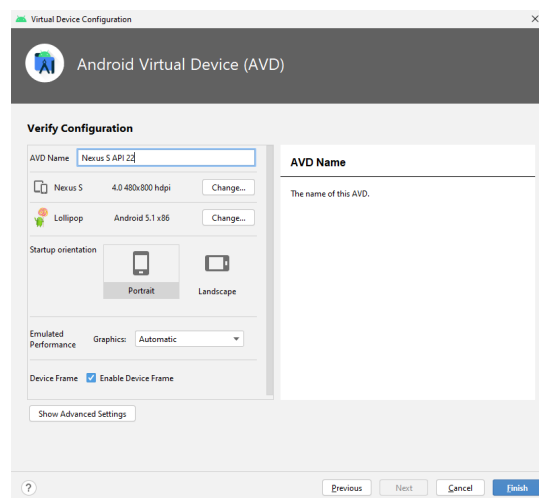 Virtual Device Configuration
Android Virtual Device (AVD)
Verify Configuration
AVD Name Nexus S API 22
Nexus S 4.0 480x800 hdpi Change...
Lollipop Android 5.1 x86 Change...
Startup orientation
Portrait Landscape
Emulated
Performance Graphics: Automatic
Device Frame Enable Device Frame
Show Advanced Settings
AVD Name
The name of this AVD.
? Previous Next Cancel Finish